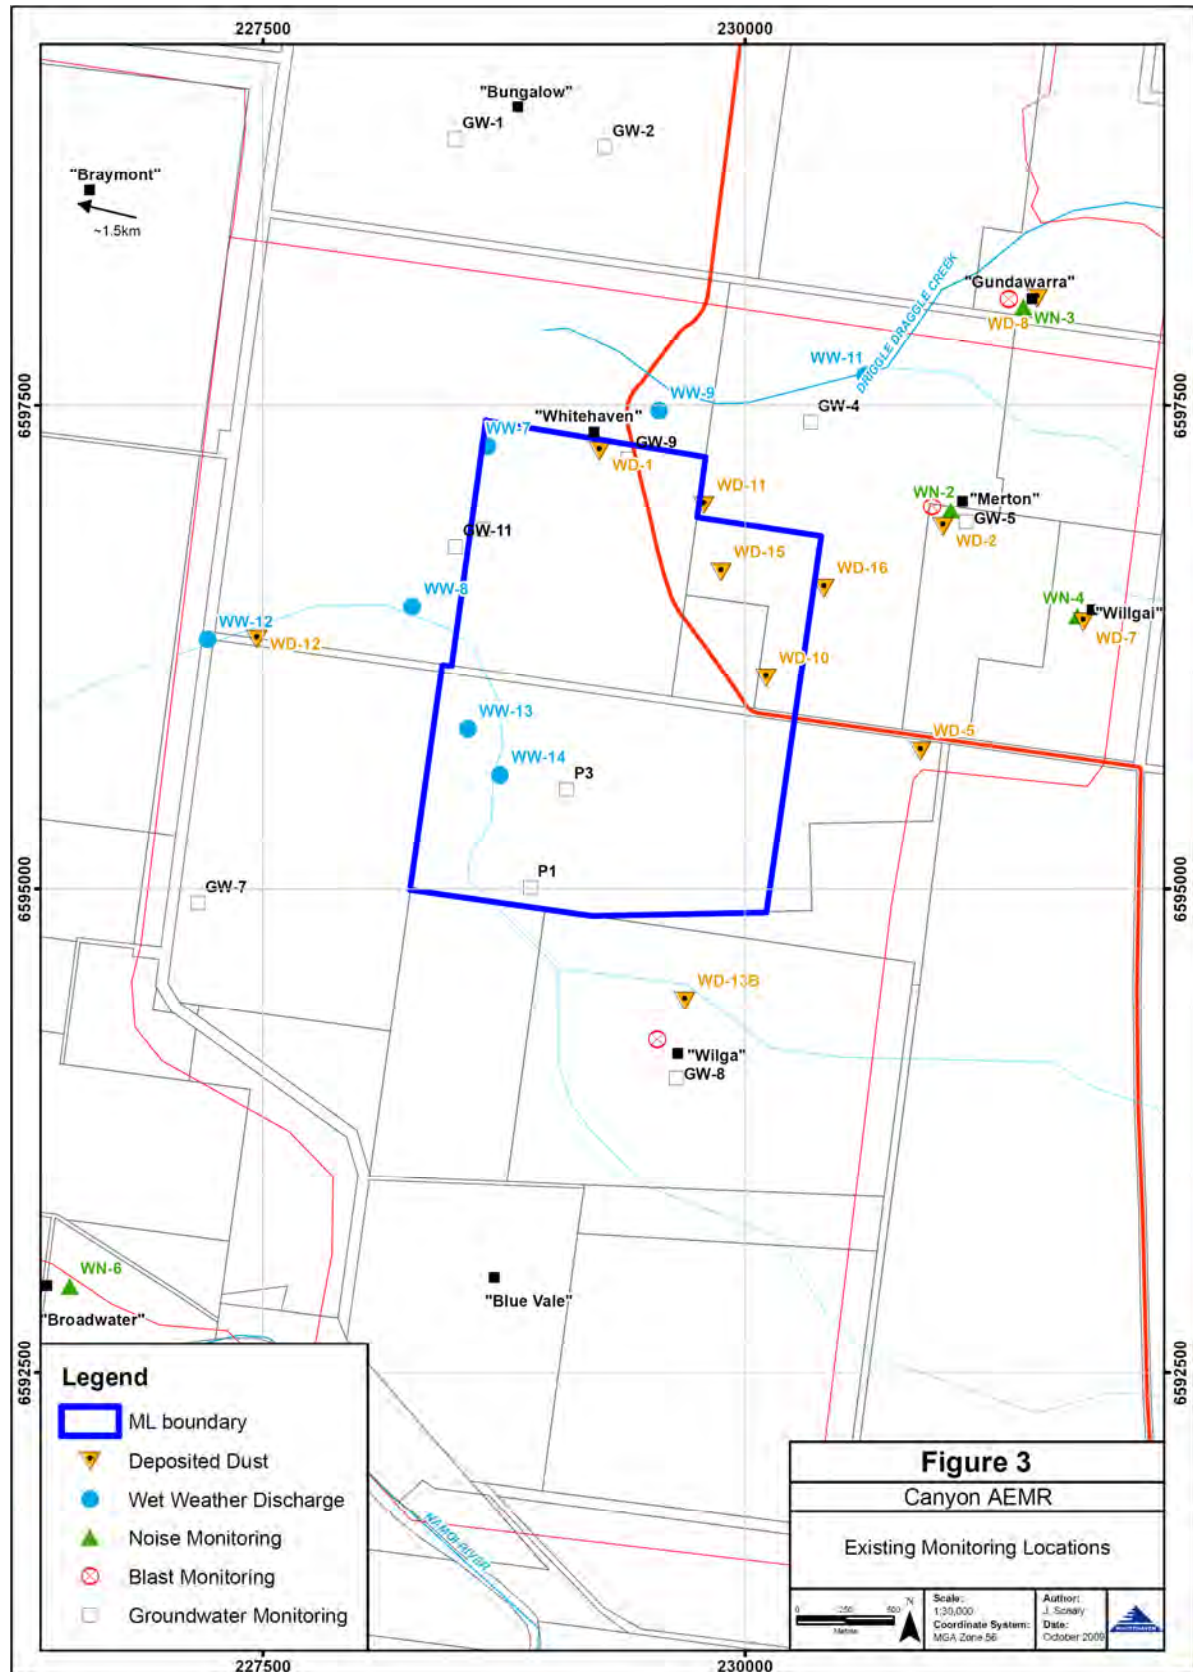 227500
230000
"Bungalow"
GW-1
GW-2
"Braymont"
~1.5km
DRIGGLE DRAGGLE CREEK
"Gundawarra"
WD-8
WN-3
WW-11
6597500
6597500
WW-9
GW-4
"Whitehaven"
WW-7
GW-9
WD-1
WD-11
WN-2
"Merton"
GW-5
WD-2
GW-11
WD-15
WD-16
WW-8
WN-4
"Willgai"
WD-7
WW-12
WD-12
WD-10
WW-13
WD-5
WW-14
P3
P1
GW-7
6595000
6595000
WD-13B
"Wilga"
GW-8
WN-6
"Broadwater"
"Blue Vale"
6592500
6592500
NAMOI RIVER
Legend
ML boundary
Deposited Dust
Wet Weather Discharge
Noise Monitoring
Blast Monitoring
Groundwater Monitoring
Figure 3
Canyon AEMR
Existing Monitoring Locations
0 250 500
Metres
N
Scale:
1:30,000
Coordinate System:
MGA Zone 56
Author:
Date:
October 2009
WHITEHAVEN
227500
230000